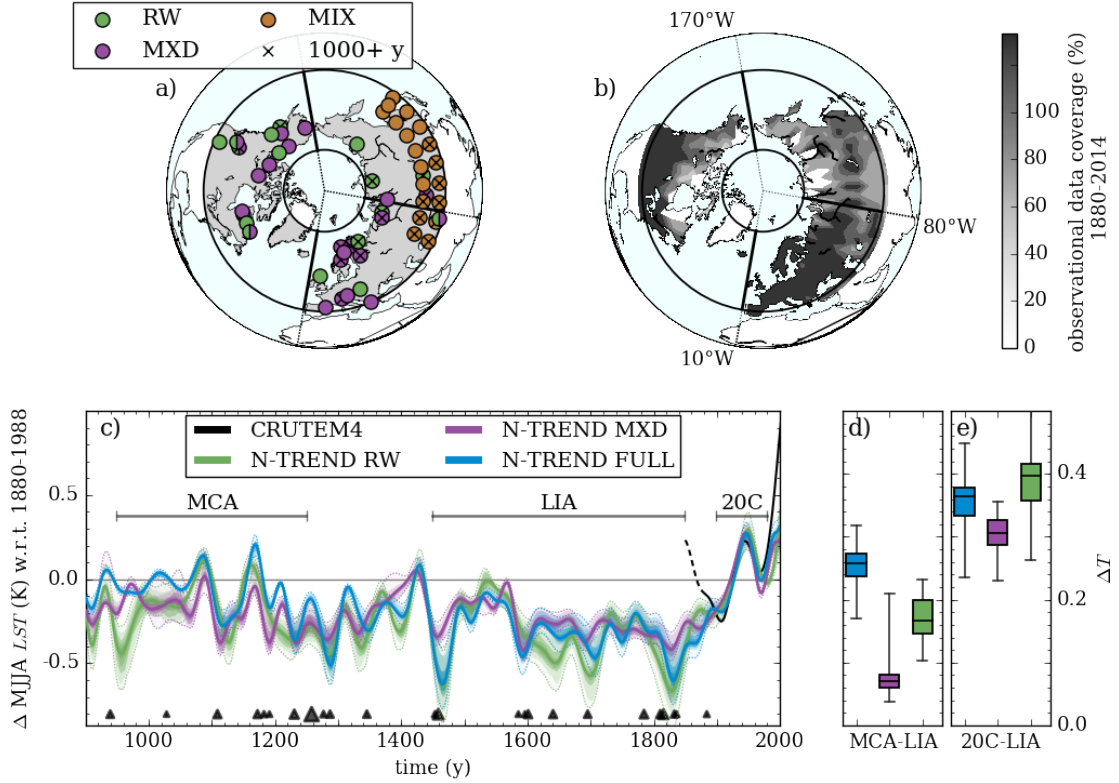 RW MIX
MXD 1000+ y
a)
170°W
b)
80°W
10°W
100
80
60
40
20
0
observational data coverage (%)
1880-2014
c)
CRUTEM4 N-TREND MXD
N-TREND RW N-TREND FULL
MCA LIA 20C
0.5
0.0
-0.5
Δ MJJA LST (K) w.r.t. 1880-1988
1000 1200 1400 1600 1800 2000
time (y)
d)
MCA-LIA
e)
20C-LIA
0.4
0.2
0.0
ΔT